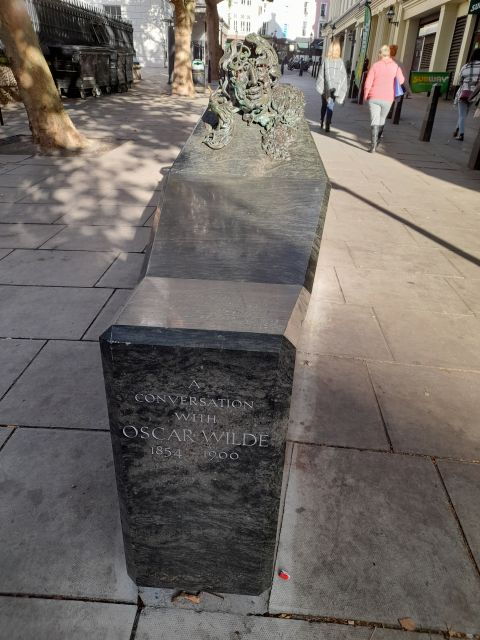 SUBWAY
A
CONVERSATION
WITH
OSCAR WILDE
1854 1900